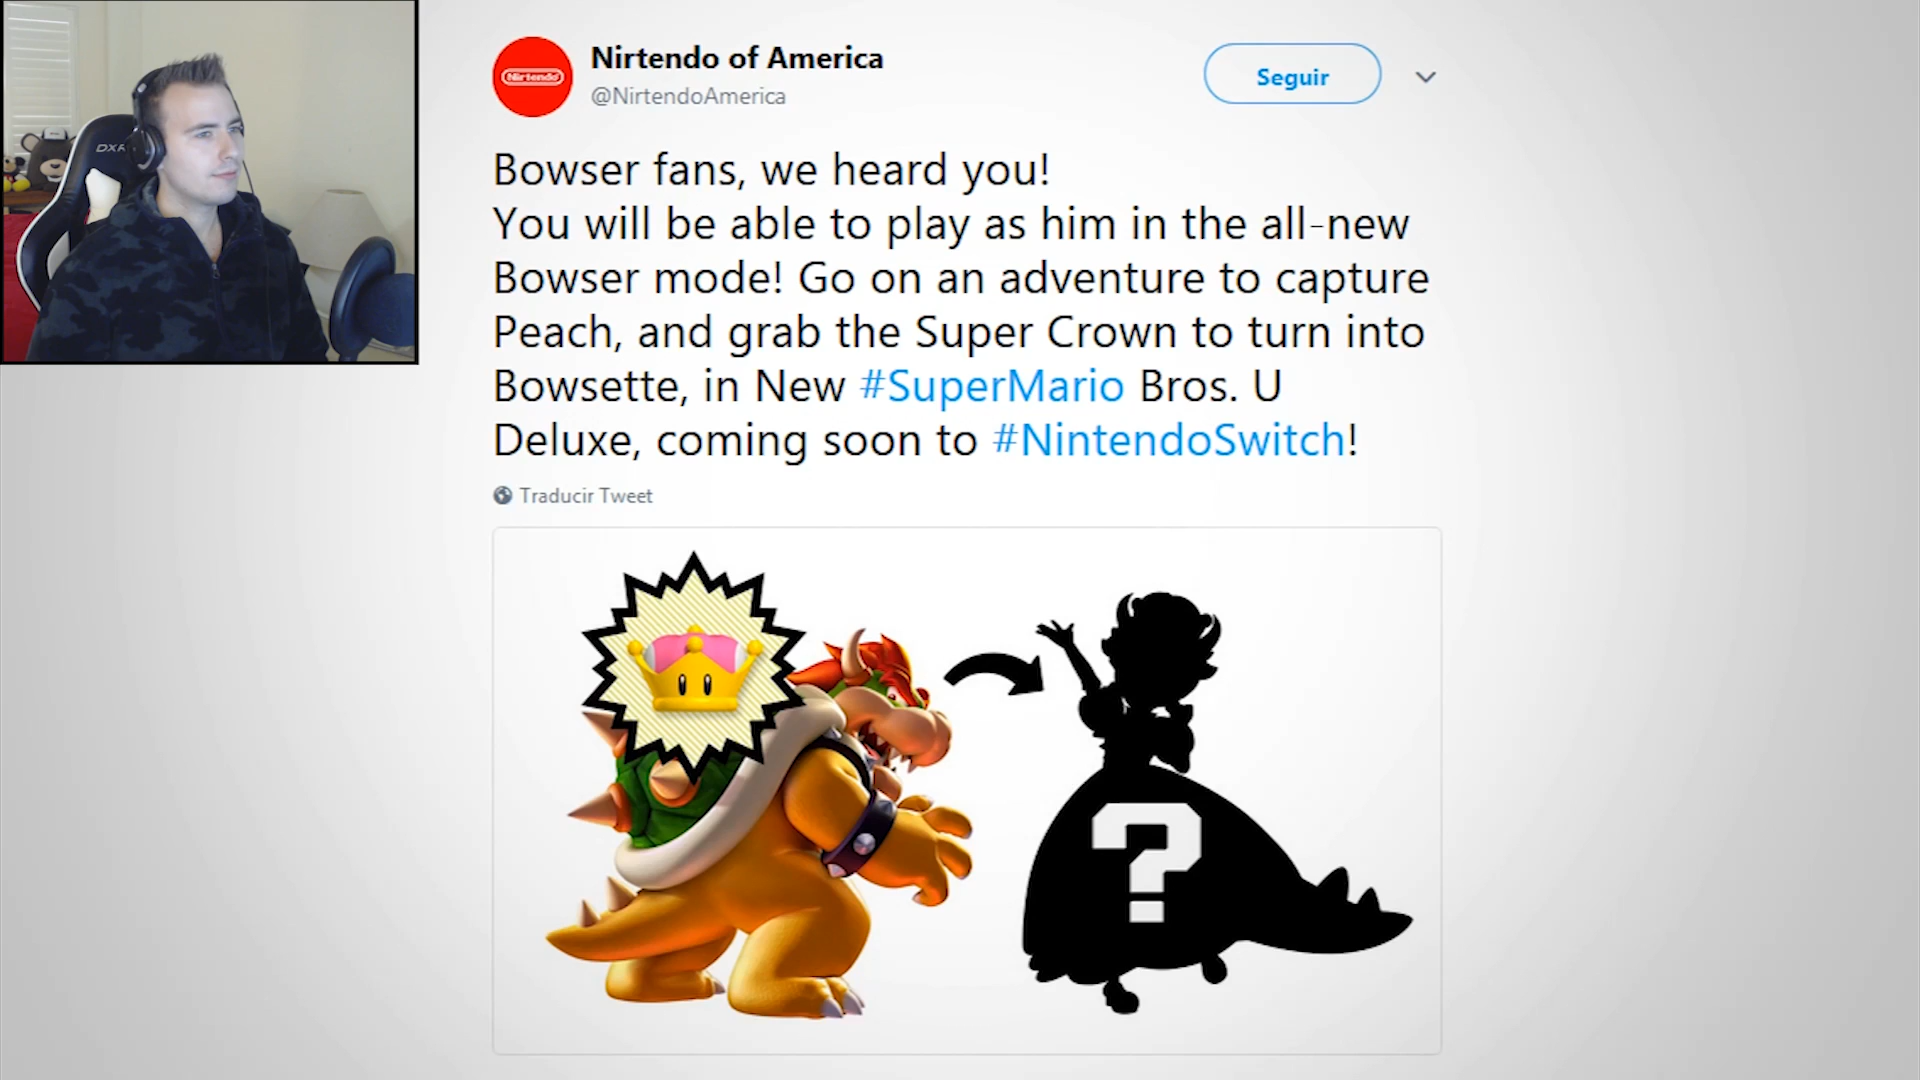 DXR
Nirtendo
Nirtendo of America
@NirtendoAmerica
Seguir
Bowser fans, we heard you!
You will be able to play as him in the all-new
Bowser mode! Go on an adventure to capture
Peach, and grab the Super Crown to turn into
Bowsette, in New #SuperMario Bros. U
Deluxe, coming soon to #NintendoSwitch!
Traducir Tweet
?